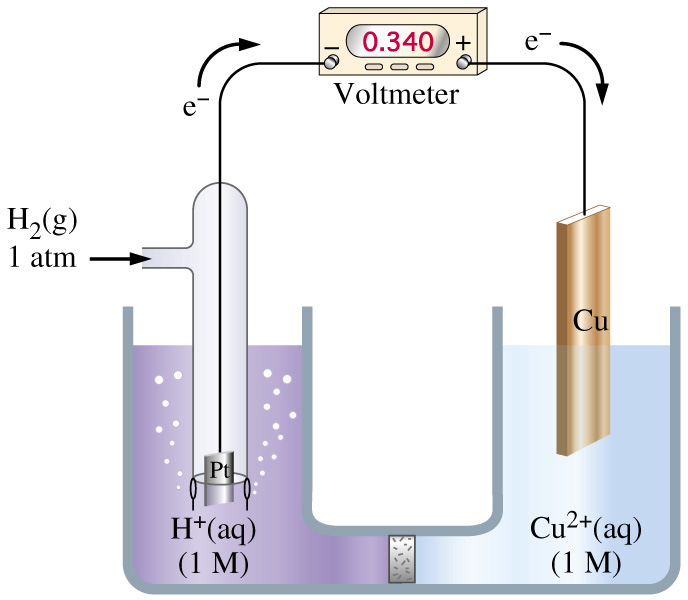 − 0.340 +
Voltmeter
e⁻
e⁻
H₂(g)
1 atm
Cu
Pt
H⁺(aq)
(1 M)
Cu²⁺(aq)
(1 M)